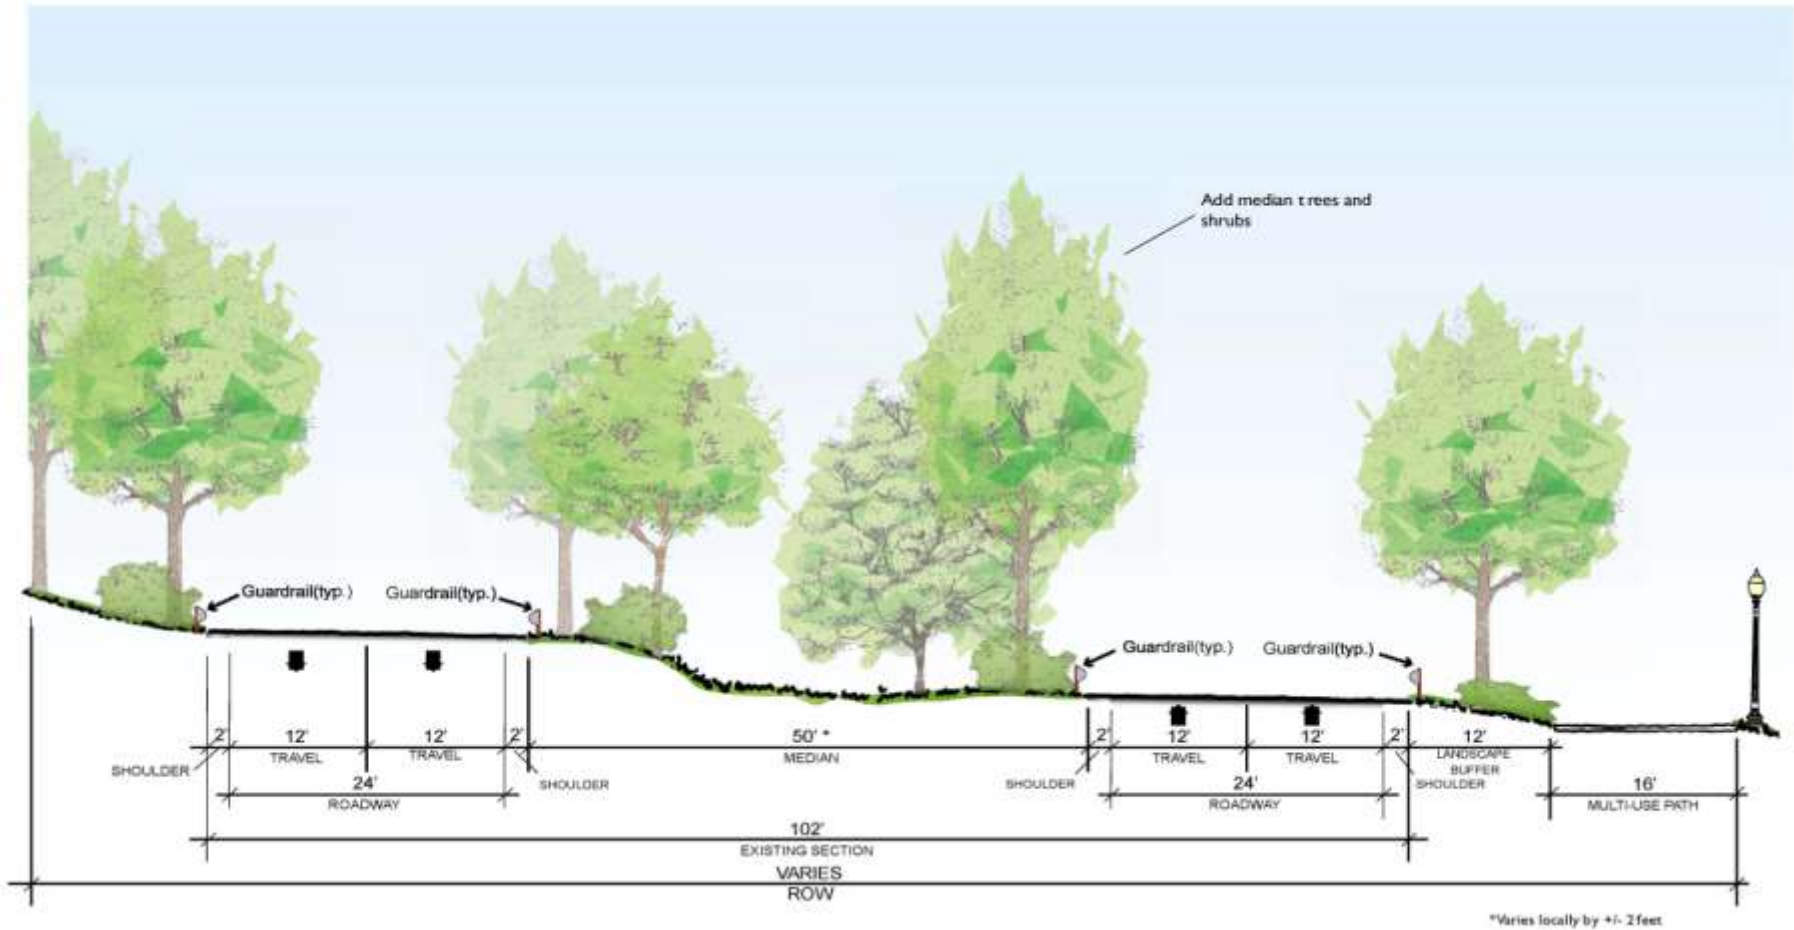 Add median trees and
shrubs
Guardrail(typ.)
Guardrail(typ.)
Guardrail(typ.)
Guardrail(typ.)
2' 12' 12' 2' 50' * 2' 12' 12' 2' 12'
TRAVEL TRAVEL MEDIAN TRAVEL TRAVEL LANDSCAPE
BUFFER
SHOULDER SHOULDER SHOULDER SHOULDER
24' 24' 16'
ROADWAY ROADWAY MULTI-USE PATH
102'
EXISTING SECTION
VARIES
ROW
*Varies locally by +/- 2 feet